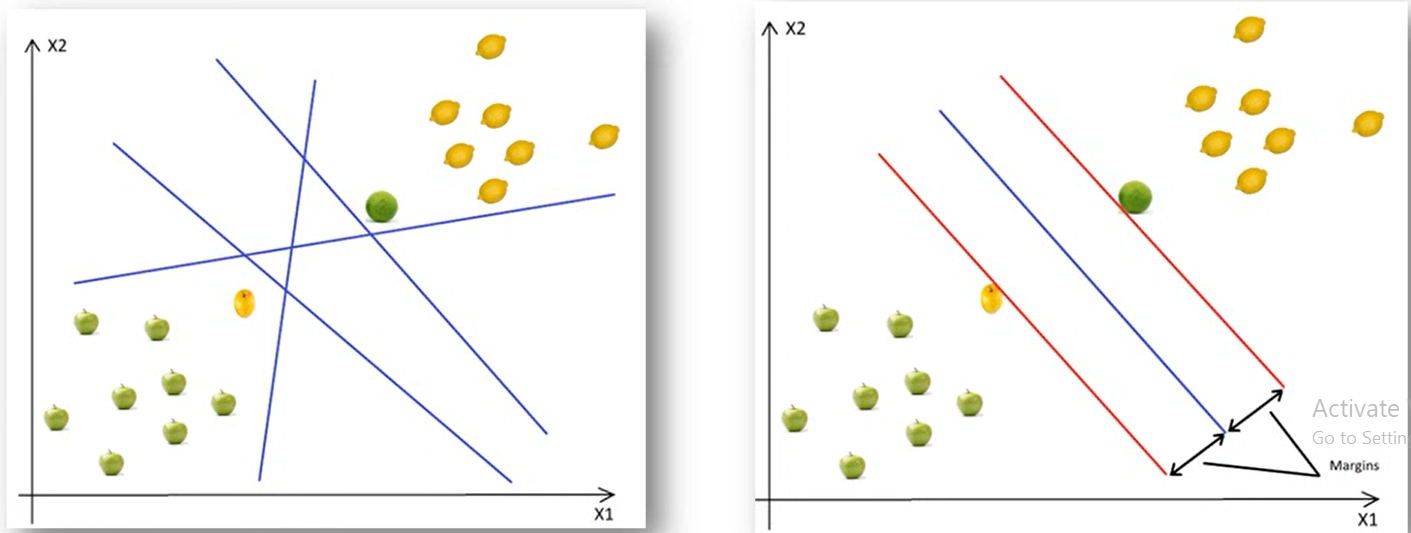 X2
X1
X2
Activate
Go to Settin
Margins
X1